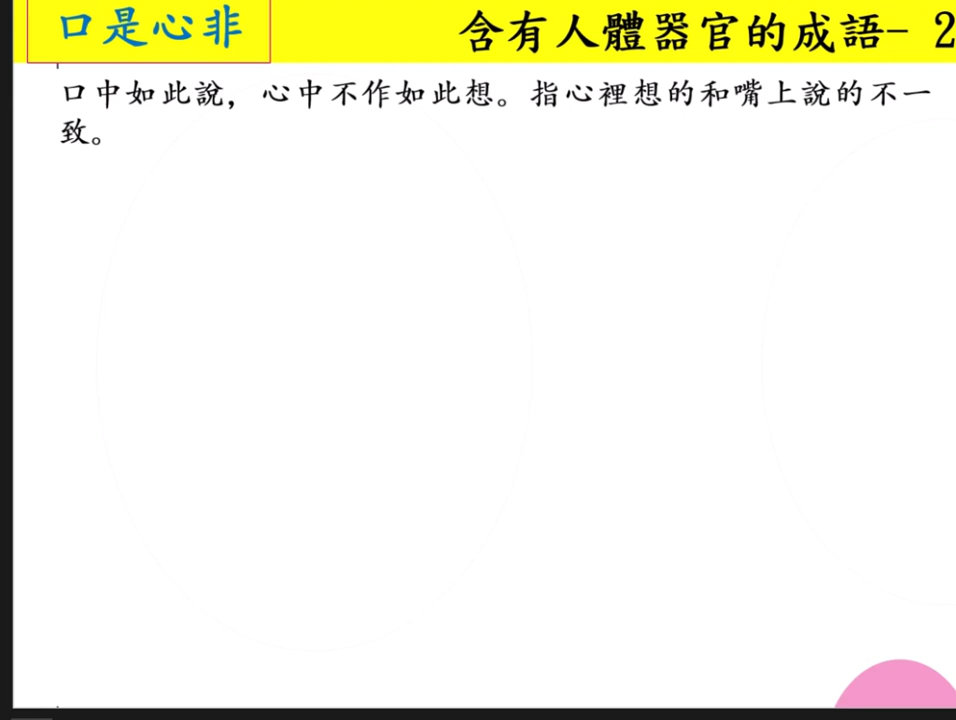 口是心非
含有人體器官的成語- 2
口中如此說，心中不作如此想。指心裡想的和嘴上說的不一
致。